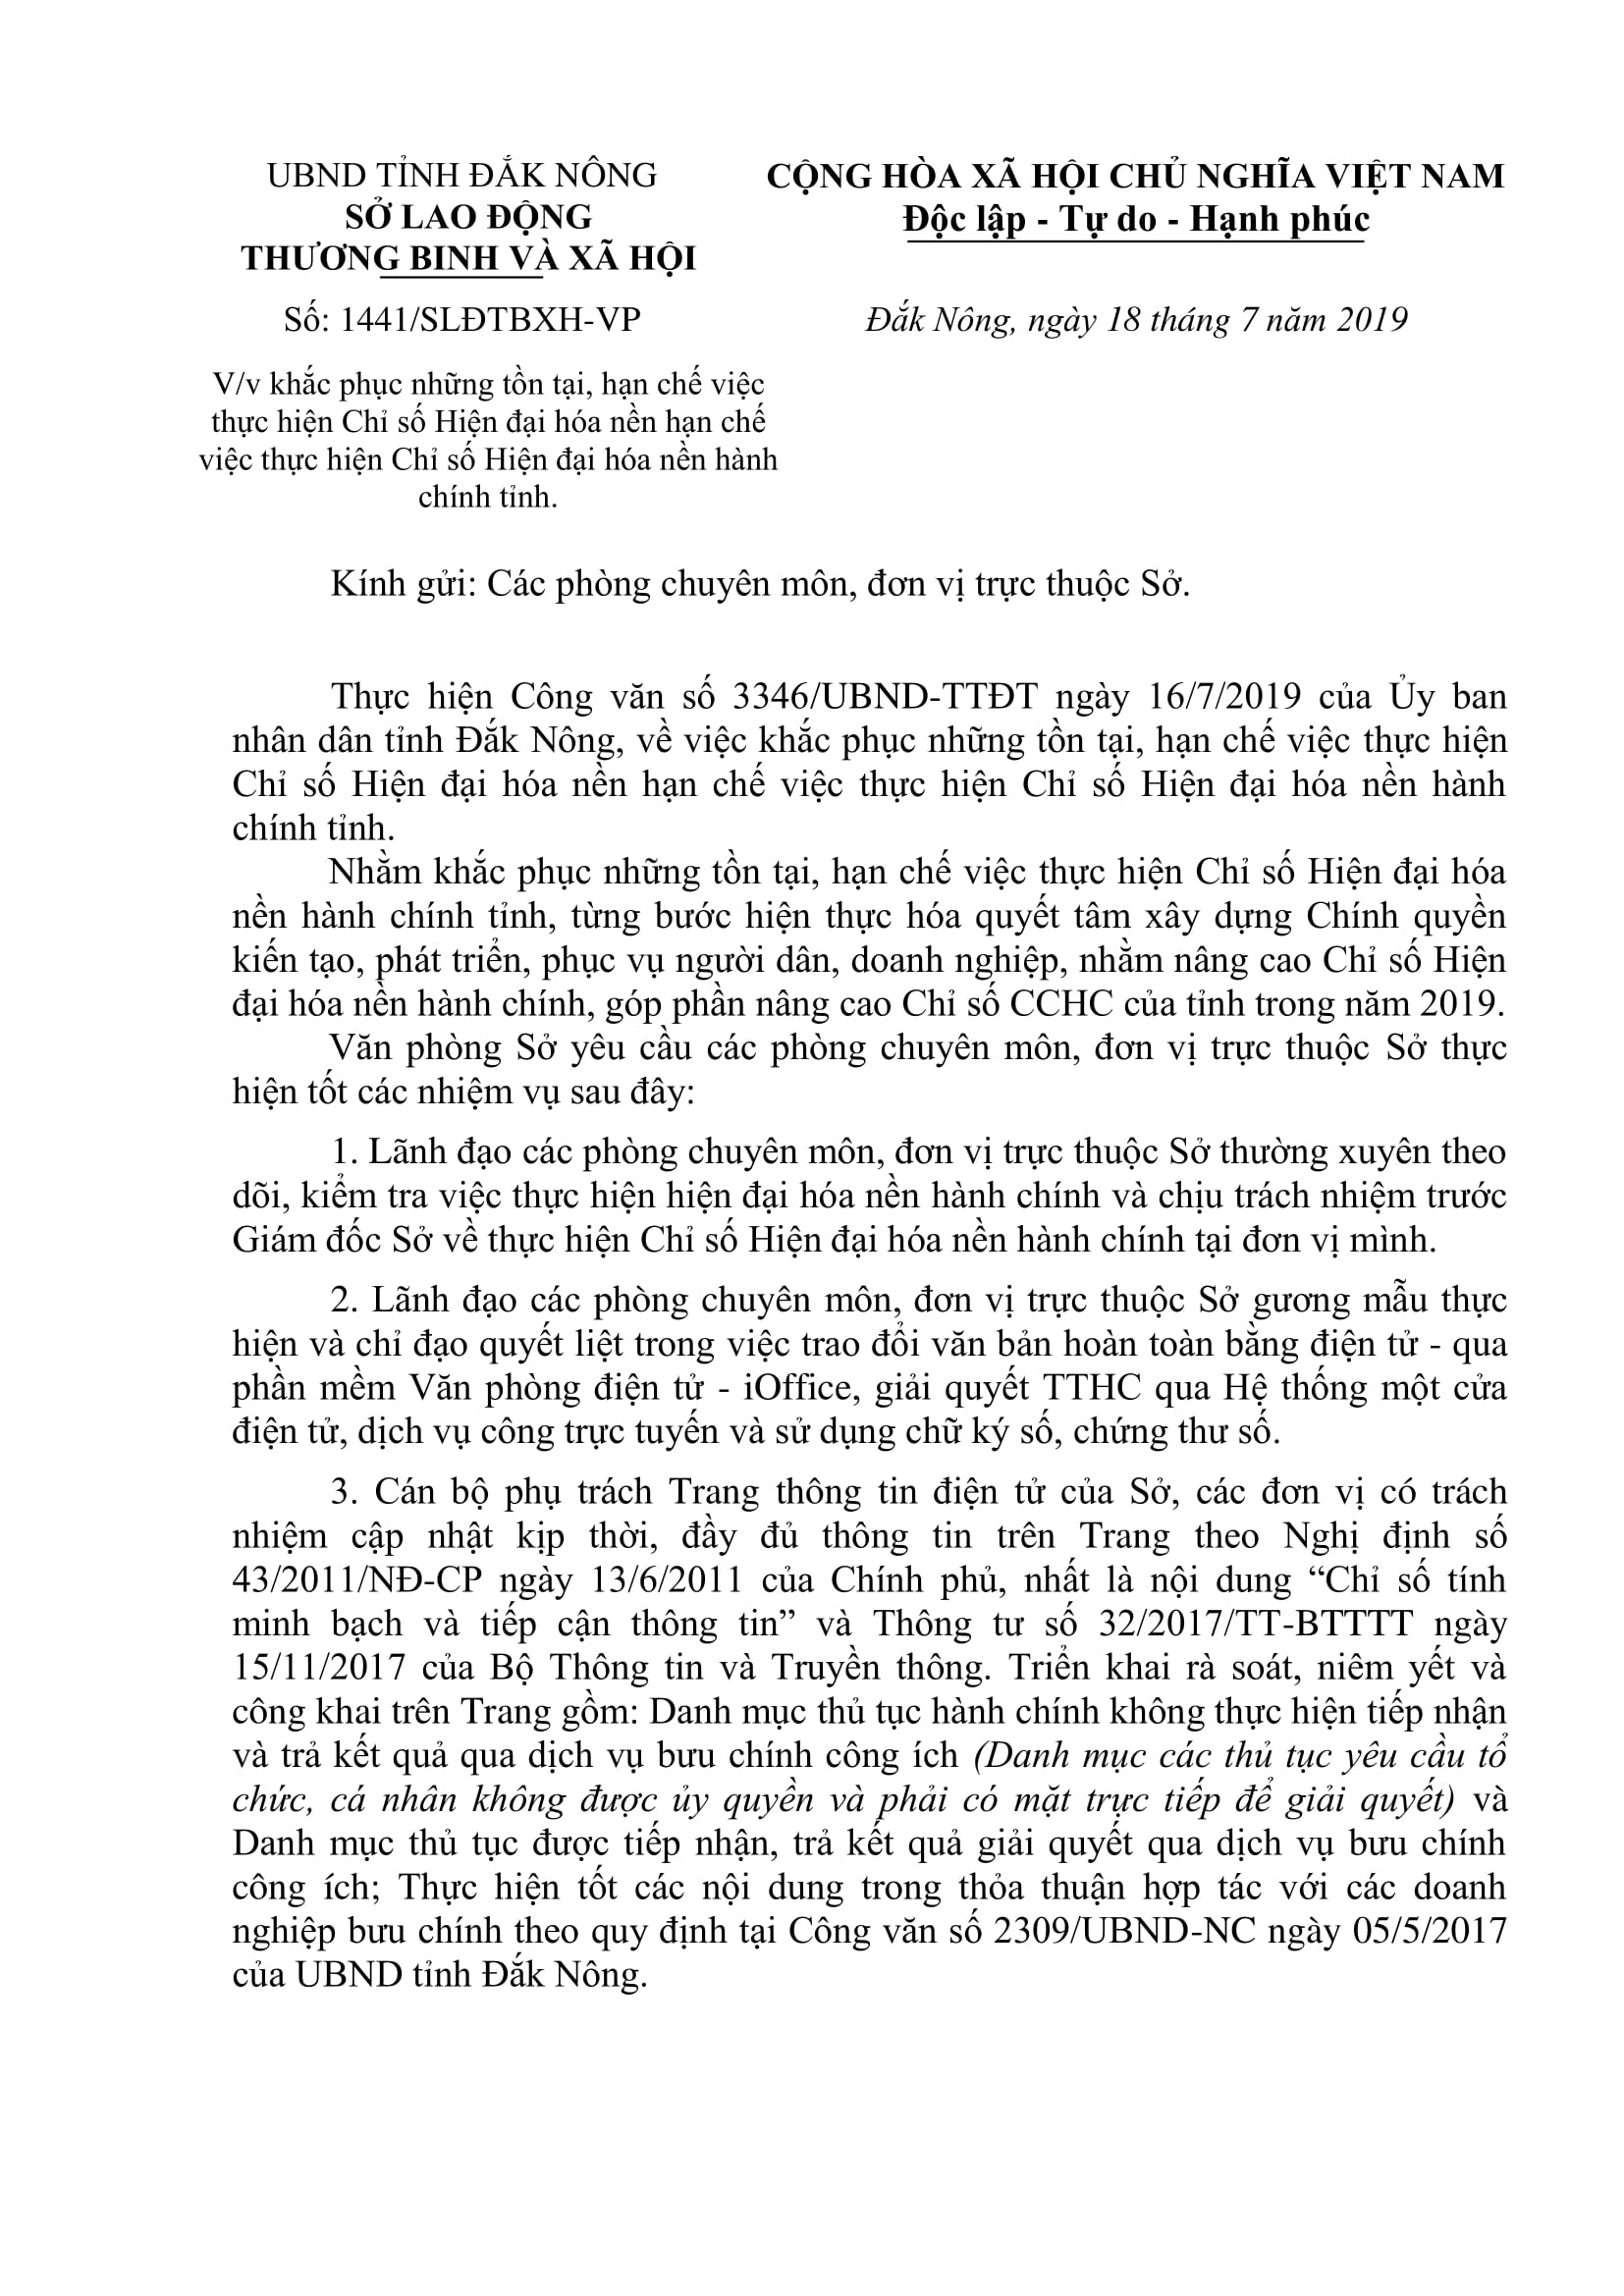 UBND TỈNH ĐẮK NÔNG
SỞ LAO ĐỘNG
THƯƠNG BINH VÀ XÃ HỘI
CỘNG HÒA XÃ HỘI CHỦ NGHĨA VIỆT NAM
Độc lập - Tự do - Hạnh phúc
Số: 1441/SLĐTBXH-VP
Đắk Nông, ngày 18 tháng 7 năm 2019
V/v khắc phục những tồn tại, hạn chế việc
thực hiện Chỉ số Hiện đại hóa nền hạn chế
việc thực hiện Chỉ số Hiện đại hóa nền hành
chính tỉnh.
Kính gửi: Các phòng chuyên môn, đơn vị trực thuộc Sở.
Thực hiện Công văn số 3346/UBND-TTĐT ngày 16/7/2019 của Ủy ban
nhân dân tỉnh Đắk Nông, về việc khắc phục những tồn tại, hạn chế việc thực hiện
Chỉ số Hiện đại hóa nền hạn chế việc thực hiện Chỉ số Hiện đại hóa nền hành
chính tỉnh.
Nhằm khắc phục những tồn tại, hạn chế việc thực hiện Chỉ số Hiện đại hóa
nền hành chính tỉnh, từng bước hiện thực hóa quyết tâm xây dựng Chính quyền
kiến tạo, phát triển, phục vụ người dân, doanh nghiệp, nhằm nâng cao Chỉ số Hiện
đại hóa nền hành chính, góp phần nâng cao Chỉ số CCHC của tỉnh trong năm 2019.
Văn phòng Sở yêu cầu các phòng chuyên môn, đơn vị trực thuộc Sở thực
hiện tốt các nhiệm vụ sau đây:
1. Lãnh đạo các phòng chuyên môn, đơn vị trực thuộc Sở thường xuyên theo
dõi, kiểm tra việc thực hiện hiện đại hóa nền hành chính và chịu trách nhiệm trước
Giám đốc Sở về thực hiện Chỉ số Hiện đại hóa nền hành chính tại đơn vị mình.
2. Lãnh đạo các phòng chuyên môn, đơn vị trực thuộc Sở gương mẫu thực
hiện và chỉ đạo quyết liệt trong việc trao đổi văn bản hoàn toàn bằng điện tử - qua
phần mềm Văn phòng điện tử - iOffice, giải quyết TTHC qua Hệ thống một cửa
điện tử, dịch vụ công trực tuyến và sử dụng chữ ký số, chứng thư số.
3. Cán bộ phụ trách Trang thông tin điện tử của Sở, các đơn vị có trách
nhiệm cập nhật kịp thời, đầy đủ thông tin trên Trang theo Nghị định số
43/2011/NĐ-CP ngày 13/6/2011 của Chính phủ, nhất là nội dung “Chỉ số tính
minh bạch và tiếp cận thông tin” và Thông tư số 32/2017/TT-BTTTT ngày
15/11/2017 của Bộ Thông tin và Truyền thông. Triển khai rà soát, niêm yết và
công khai trên Trang gồm: Danh mục thủ tục hành chính không thực hiện tiếp nhận
và trả kết quả qua dịch vụ bưu chính công ích (Danh mục các thủ tục yêu cầu tổ
chức, cá nhân không được ủy quyền và phải có mặt trực tiếp để giải quyết) và
Danh mục thủ tục được tiếp nhận, trả kết quả giải quyết qua dịch vụ bưu chính
công ích; Thực hiện tốt các nội dung trong thỏa thuận hợp tác với các doanh
nghiệp bưu chính theo quy định tại Công văn số 2309/UBND-NC ngày 05/5/2017
của UBND tỉnh Đắk Nông.